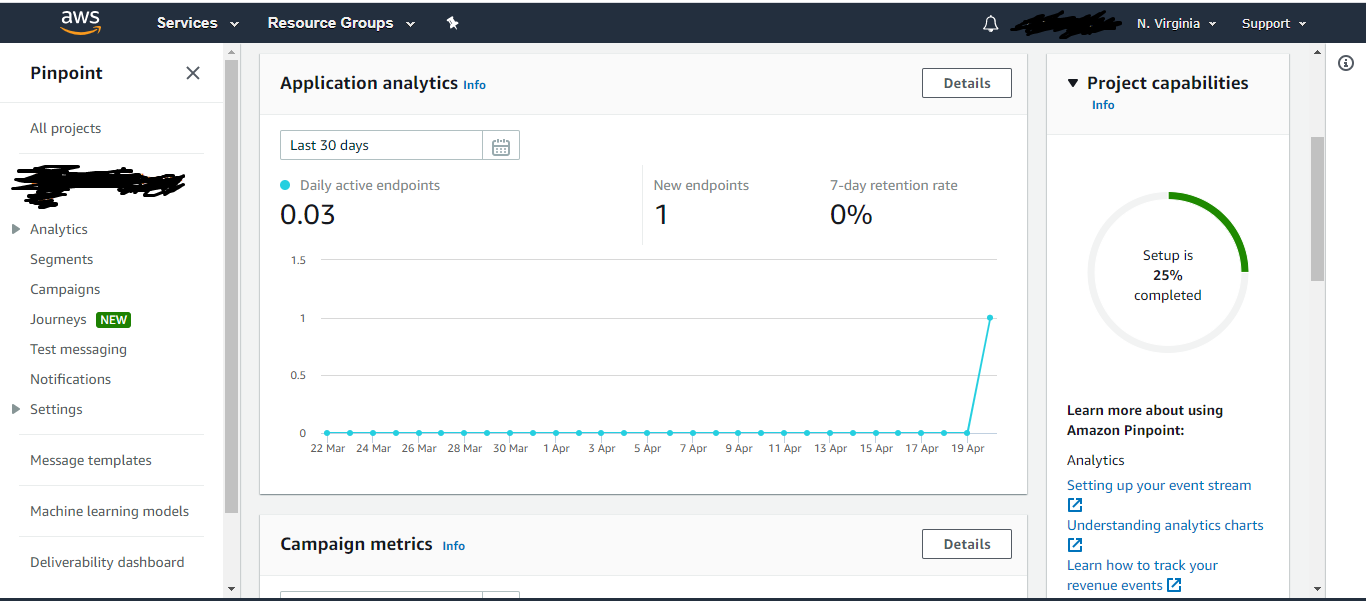 aws Services Resource Groups N. Virginia Support
Pinpoint
All projects
Analytics
Segments
Campaigns
Journeys NEW
Test messaging
Notifications
Settings
Message templates
Machine learning models
Deliverability dashboard
Application analytics Info
Details
Last 30 days
Daily active endpoints
0.03
New endpoints
1
7-day retention rate
0%
1.5
1
0.5
0
22 Mar 24 Mar 26 Mar 28 Mar 30 Mar 1 Apr 3 Apr 5 Apr 7 Apr 9 Apr 11 Apr 13 Apr 15 Apr 17 Apr 19 Apr
Campaign metrics Info
Details
Project capabilities
Info
Setup is
25%
completed
Learn more about using
Amazon Pinpoint:
Analytics
Setting up your event stream
Understanding analytics charts
Learn how to track your
revenue events